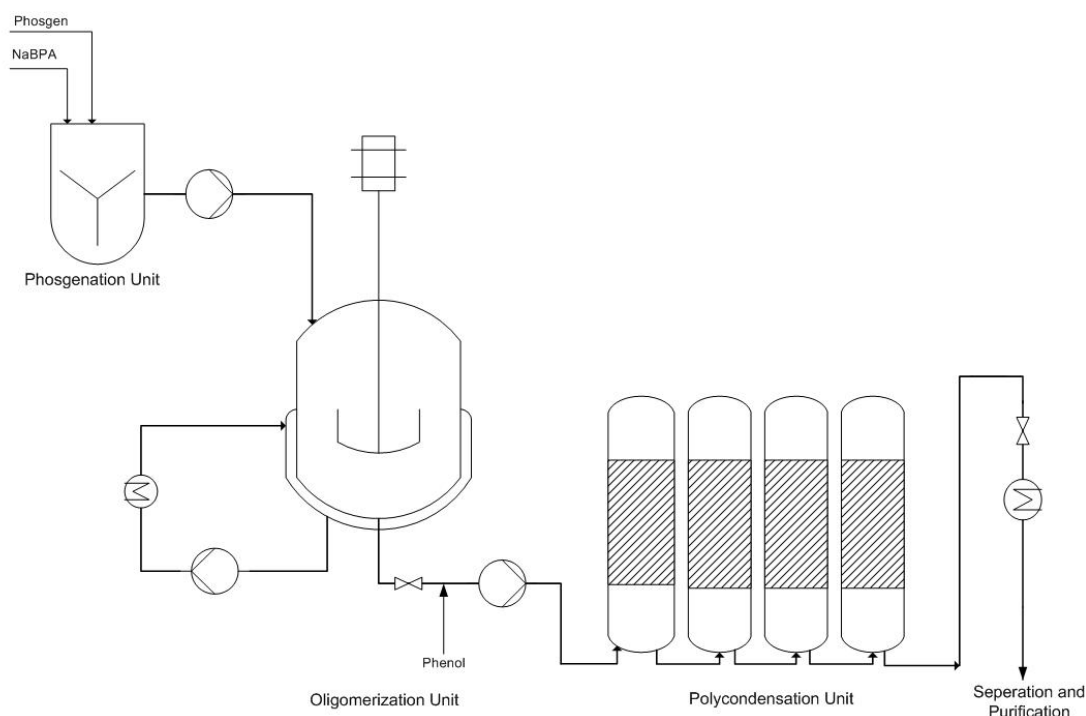 Phosgen
NaBPA
Phosgenation Unit
Phenol
Oligomerization Unit
Polycondensation Unit
Seperation and
Purification